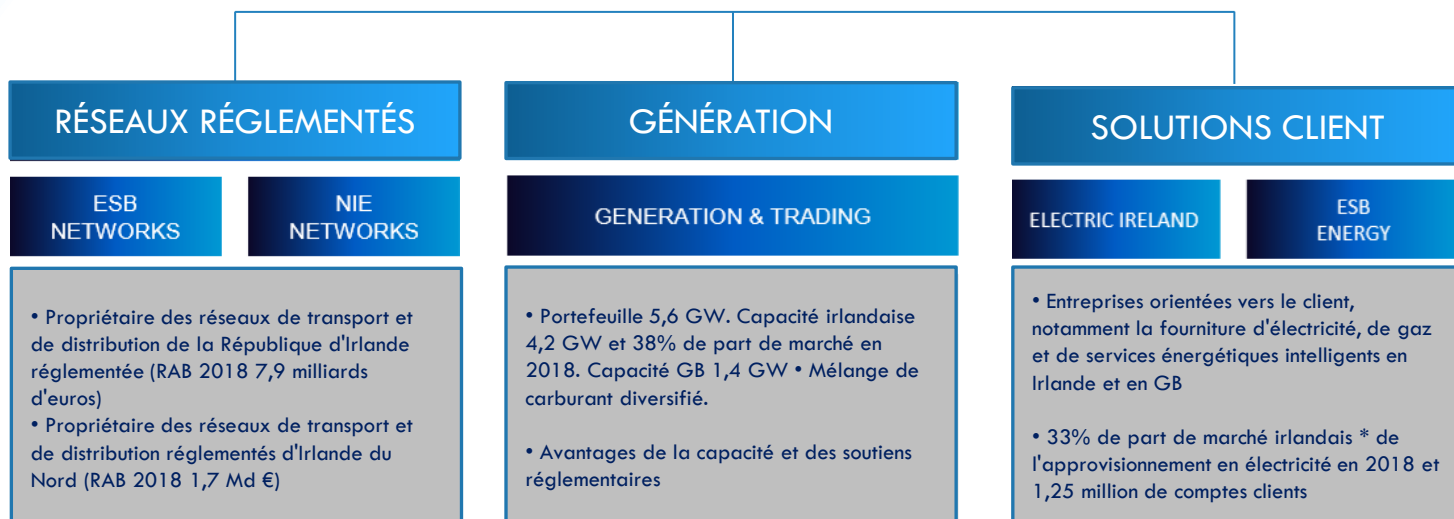 RÉSEAUX RÉGLEMENTÉS
ESB
NETWORKS
NIE
NETWORKS
• Propriétaire des réseaux de transport et
de distribution de la République d'Irlande
réglementée (RAB 2018 7,9 milliards
d'euros)
• Propriétaire des réseaux de transport et
de distribution réglementés d'Irlande du
Nord (RAB 2018 1,7 Md €)
GÉNÉRATION
GENERATION & TRADING
• Portefeuille 5,6 GW. Capacité irlandaise
4,2 GW et 38% de part de marché en
2018. Capacité GB 1,4 GW • Mélange de
carburant diversifié.
• Avantages de la capacité et des soutiens
réglementaires
SOLUTIONS CLIENT
ELECTRIC IRELAND
ESB
ENERGY
• Entreprises orientées vers le client,
notamment la fourniture d'électricité, de gaz
et de services énergétiques intelligents en
Irlande et en GB
• 33% de part de marché irlandais * de
l'approvisionnement en électricité en 2018 et
1,25 million de comptes clients